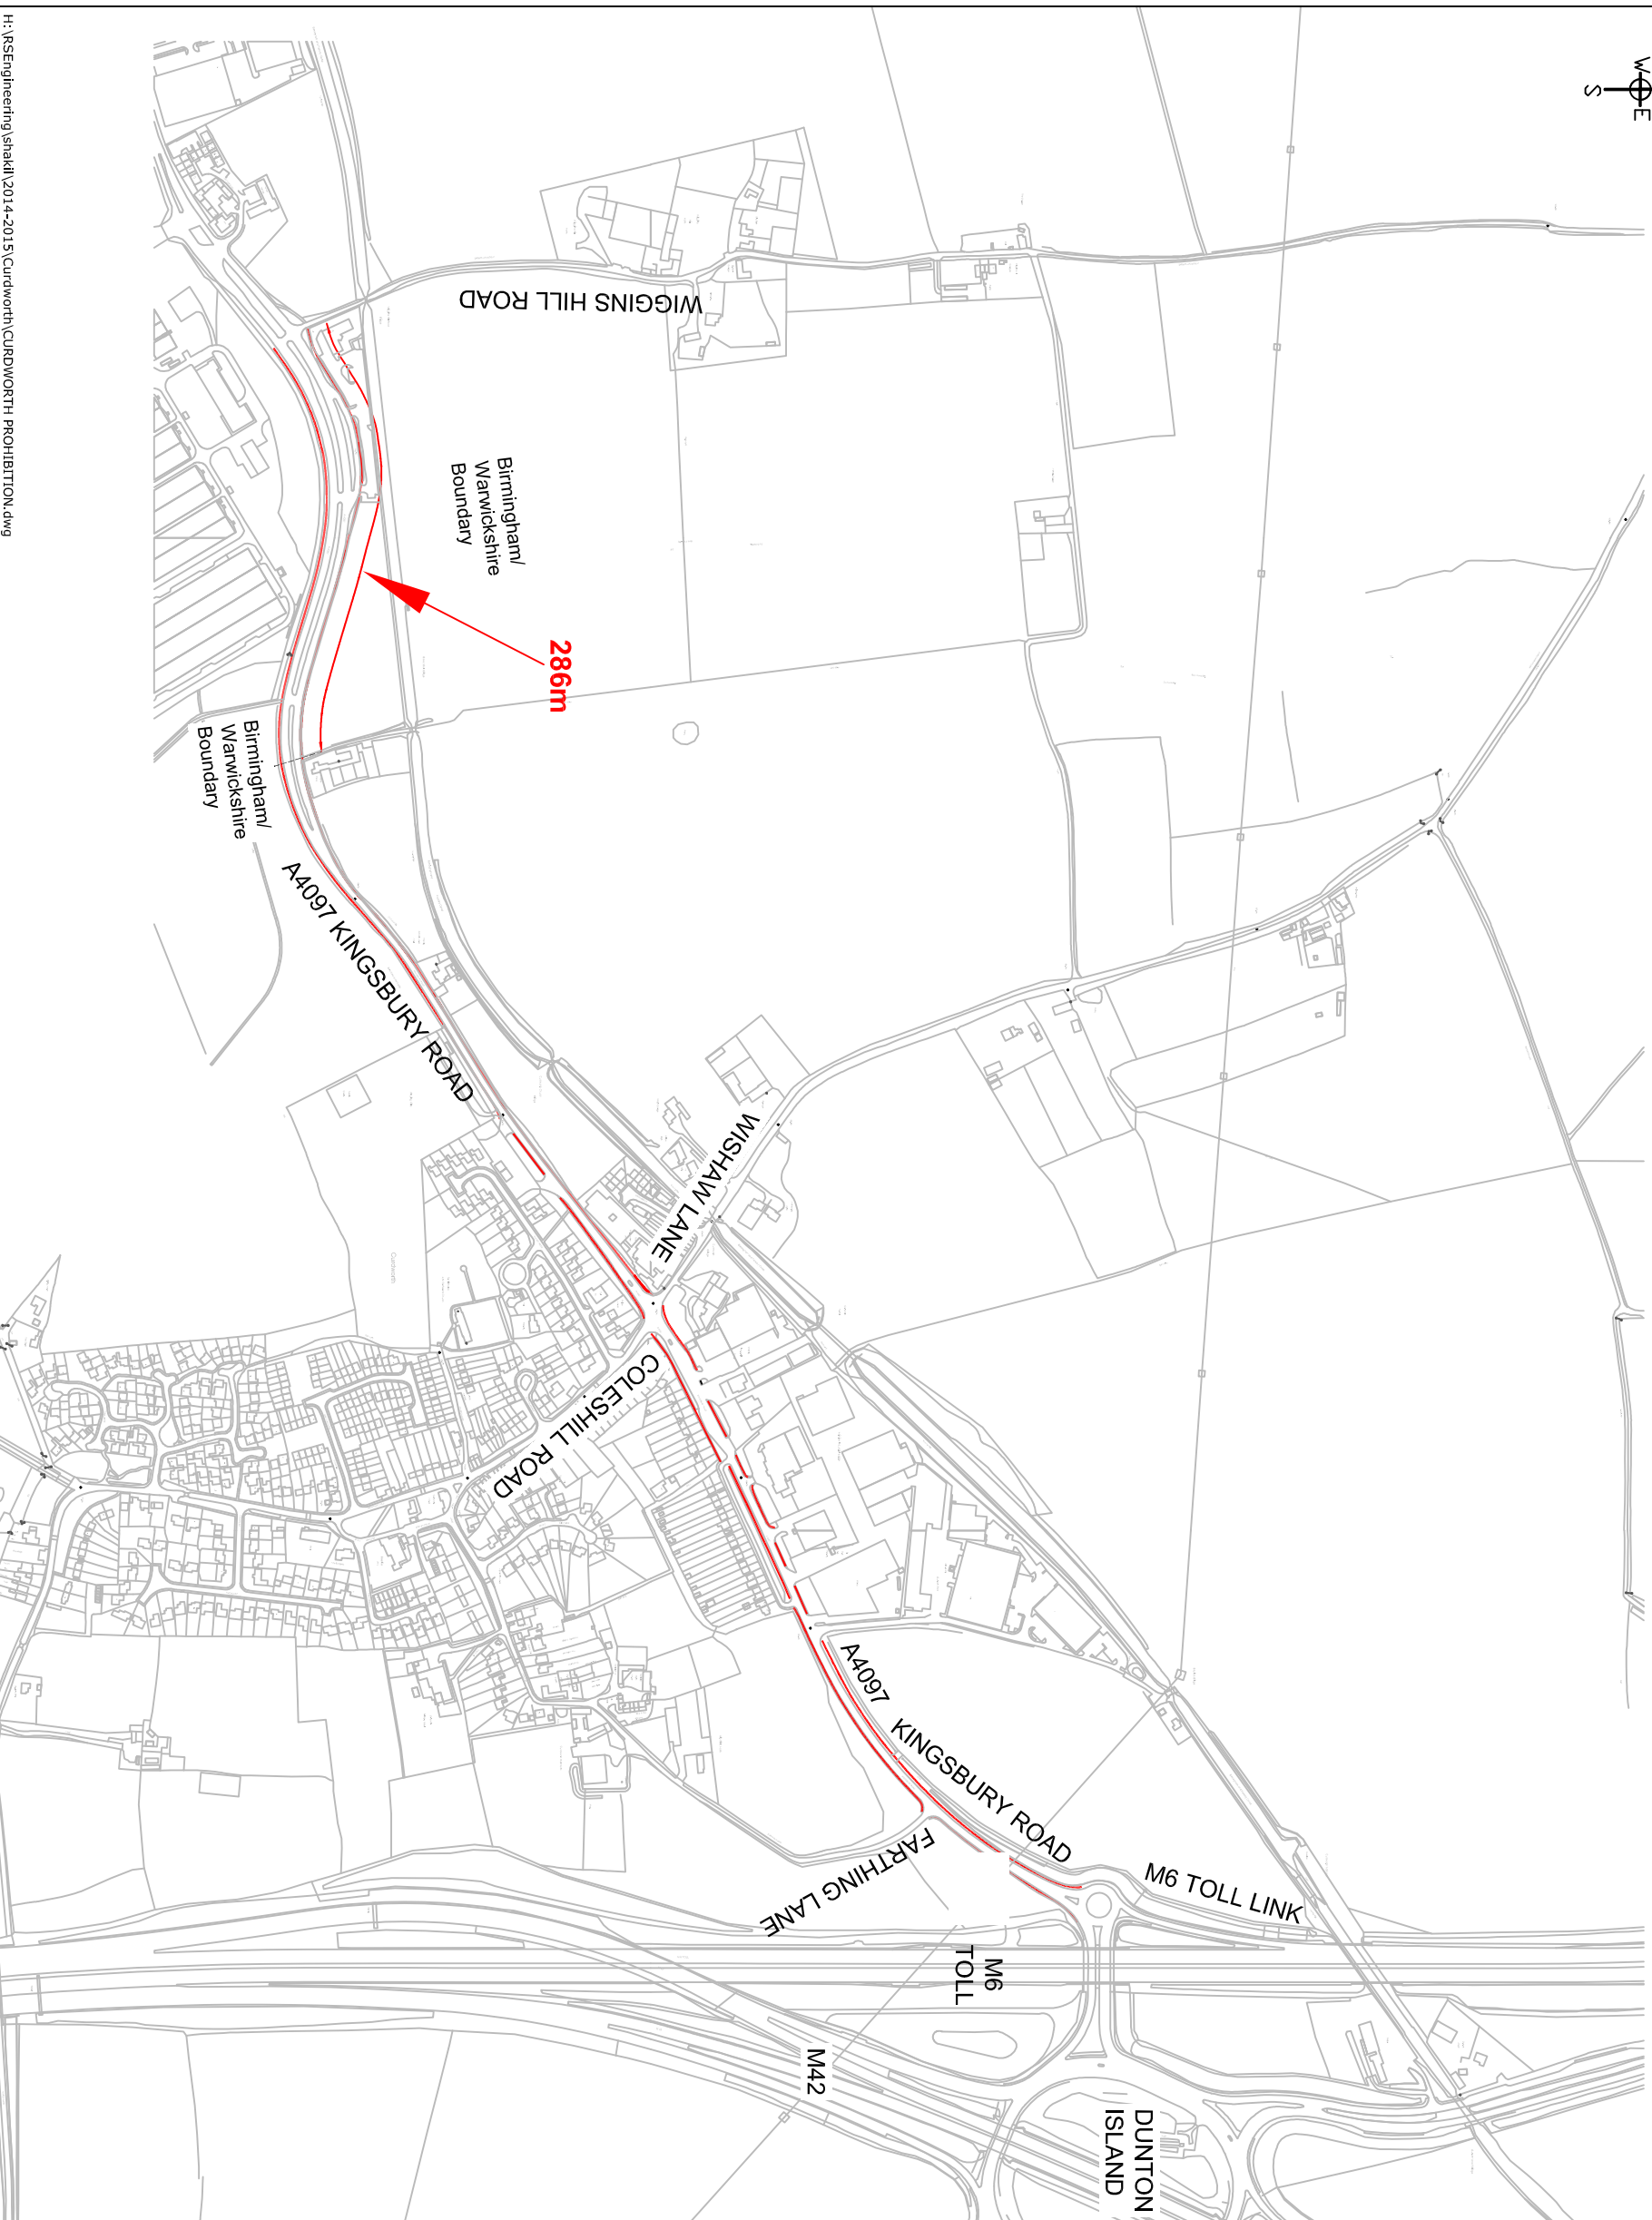 W
E
S
WIGGINS HILL ROAD
Birmingham/
Warwickshire
Boundary
286m
Birmingham/
Warwickshire
Boundary
A4097 KINGSBURY ROAD
WISHAW LANE
COLESHILL ROAD
A4097 KINGSBURY ROAD
FARTHING LANE
M6 TOLL LINK
M6
TOLL
M42
DUNTON
ISLAND
H:\RSEngineering\shakil\2014-2015\Curdworth\CURDWORTH PROHIBITION.dwg